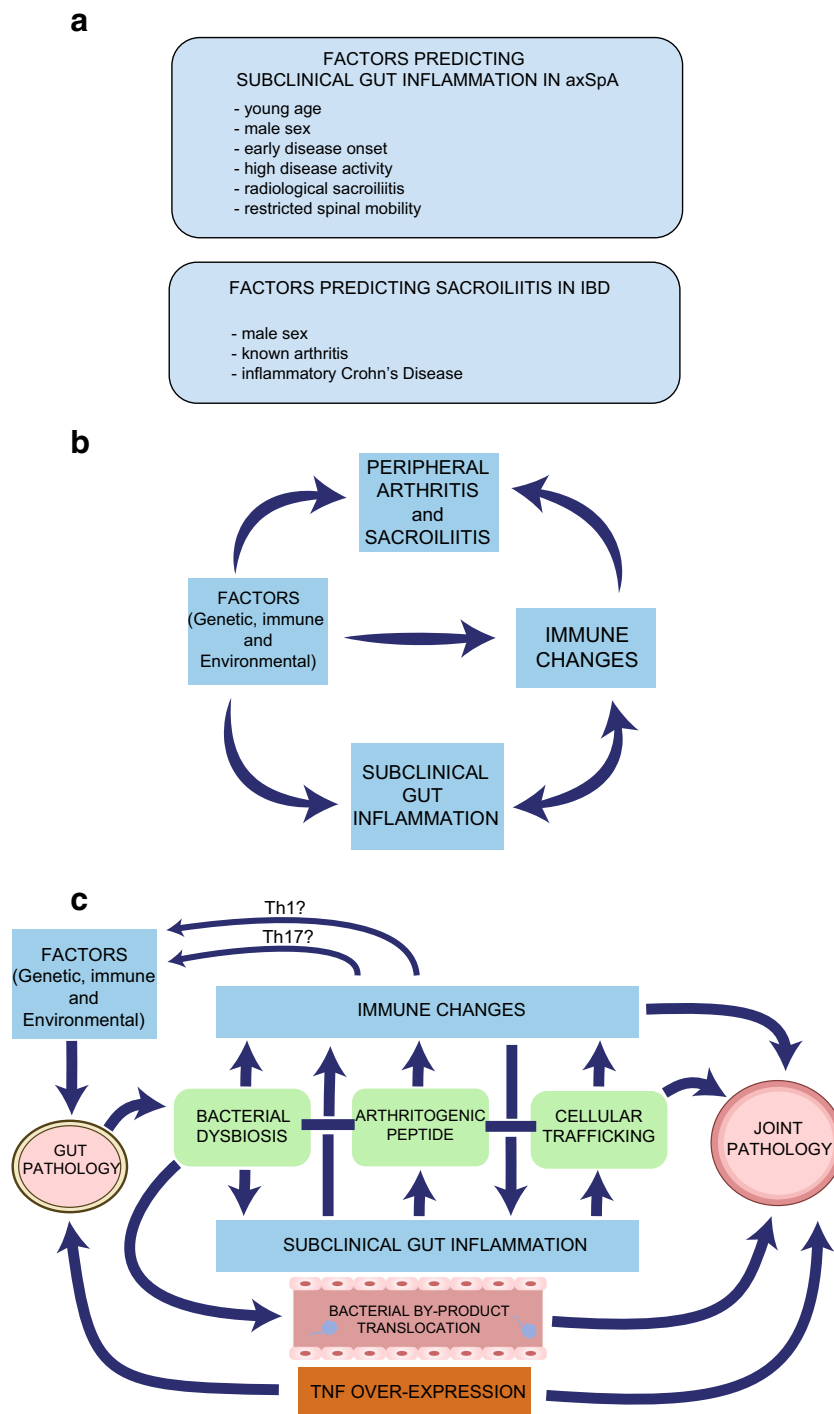 a
FACTORS PREDICTING
SUBCLINICAL GUT INFLAMMATION IN axSpA
- young age
- male sex
- early disease onset
- high disease activity
- radiological sacroiliitis
- restricted spinal mobility
FACTORS PREDICTING SACROILIITIS IN IBD
- male sex
- known arthritis
- inflammatory Crohn's Disease
b
PERIPHERAL
ARTHRITIS
and
SACROILIITIS
FACTORS
(Genetic, immune
and
Environmental)
IMMUNE
CHANGES
SUBCLINICAL
GUT
INFLAMMATION
c
Th1?
Th17?
FACTORS
(Genetic, immune
and
Environmental)
IMMUNE CHANGES
BACTERIAL
DYSBIOSIS
ARTHRITOGENIC
PEPTIDE
CELLULAR
TRAFFICKING
GUT
PATHOLOGY
JOINT
PATHOLOGY
SUBCLINICAL GUT INFLAMMATION
BACTERIAL BY-PRODUCT
TRANSLOCATION
TNF OVER-EXPRESSION